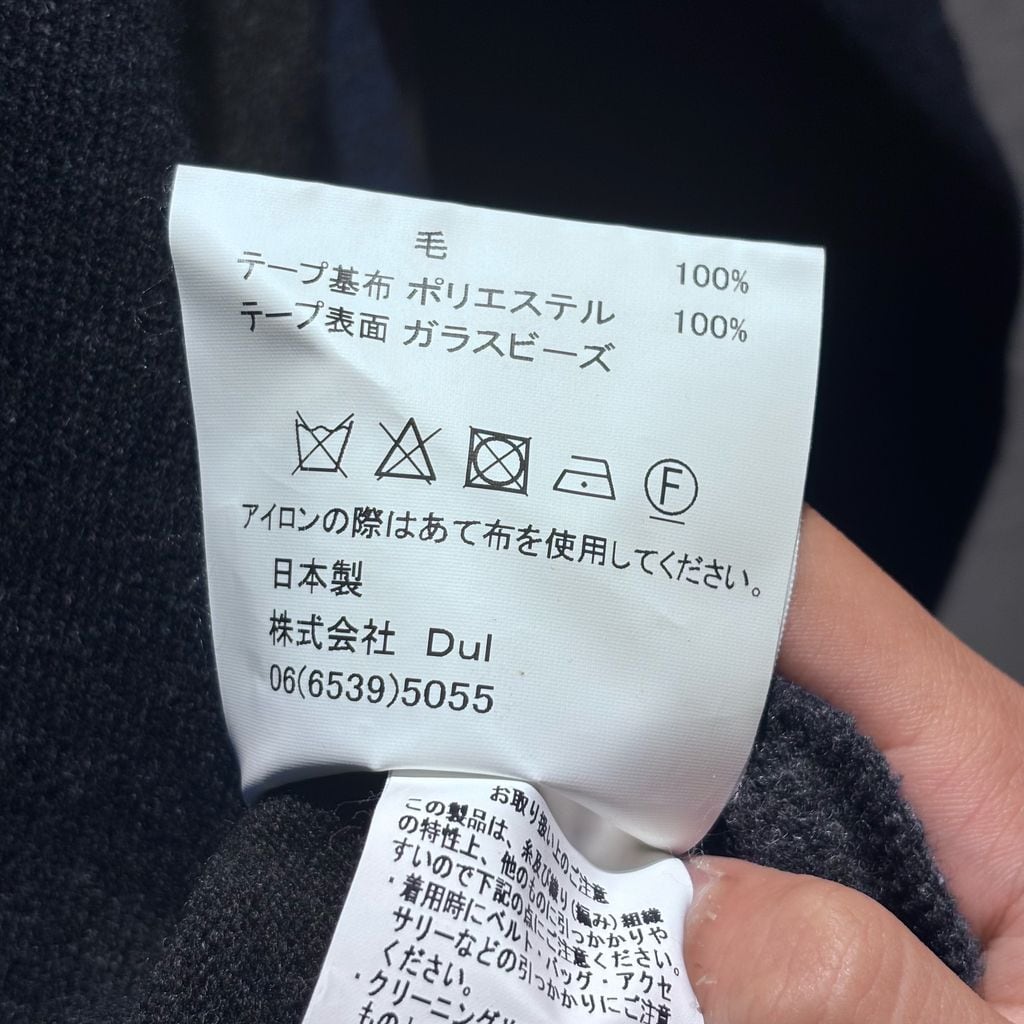 毛 100%
テープ基布 ポリエステル 100%
テープ表面 ガラスビーズ
F
アイロンの際はあて布を使用してください。
日本製
株式会社 Dul
06(6539)5055
お取り扱い上のご注意
この製品は、糸及び織り(編み)組織
の特性上、他のものに引っかかりや
すいので下記の点にご注意ください。
・着用時にベルト・バッグ・アクセ
サリーなどの引っかかりにご注意
ください。
・クリーニング
もの